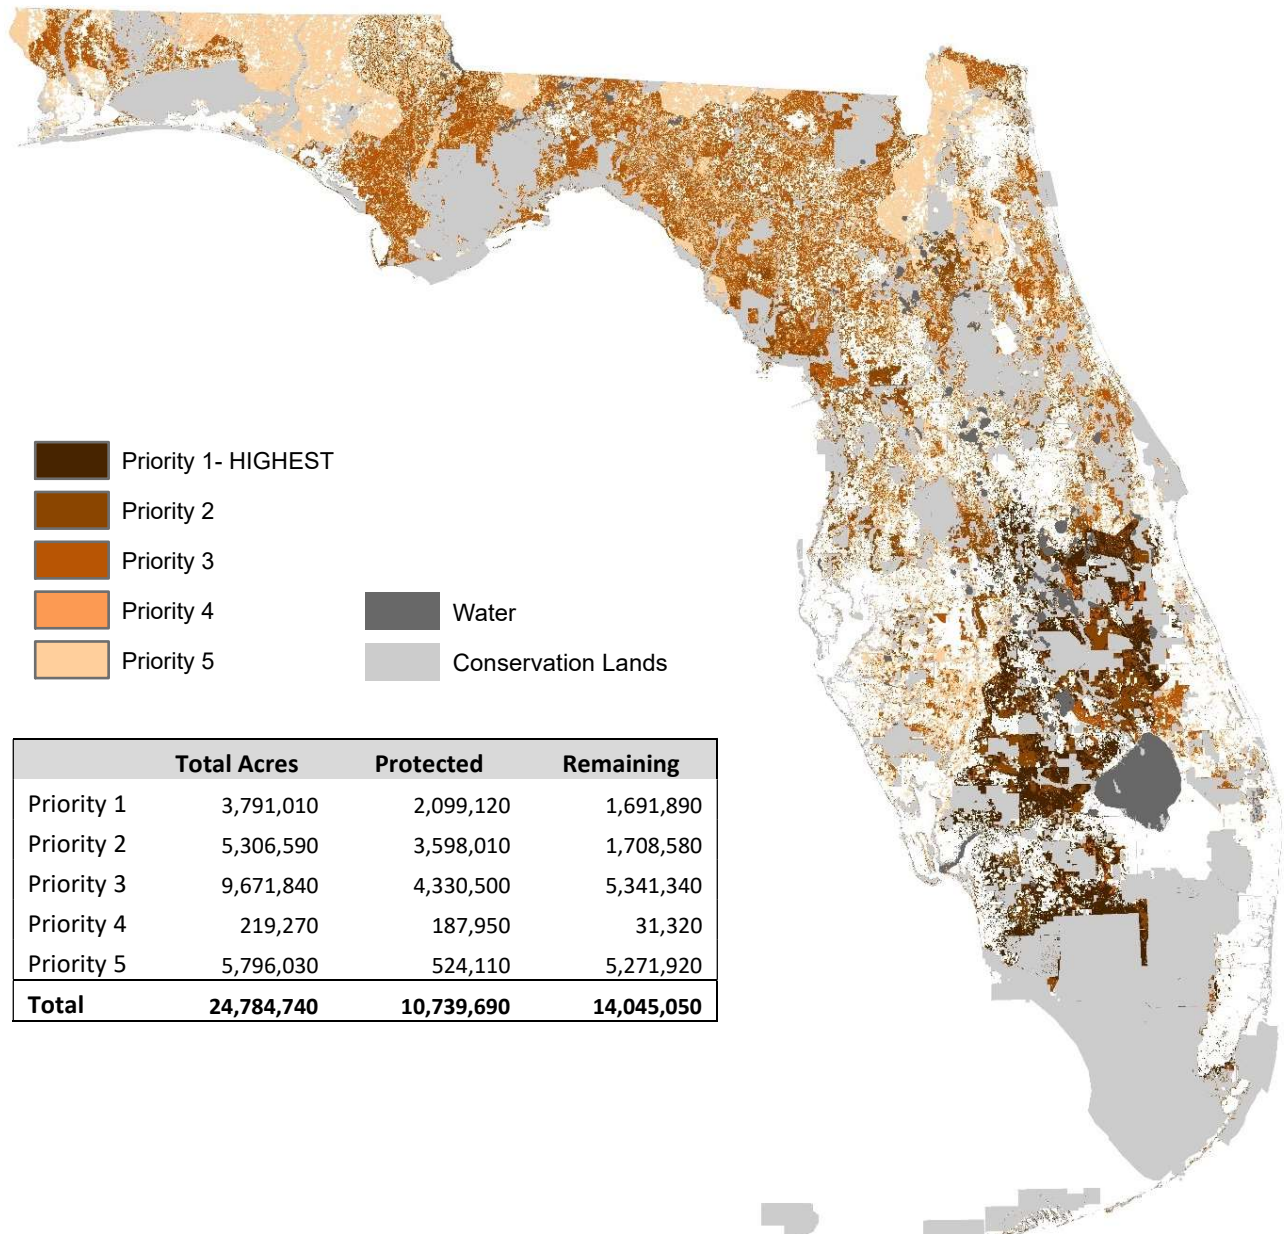 Priority 1- HIGHEST
Priority 2
Priority 3
Priority 4
Priority 5
Water
Conservation Lands
Total Acres Protected Remaining
Priority 1 3,791,010 2,099,120 1,691,890
Priority 2 5,306,590 3,598,010 1,708,580
Priority 3 9,671,840 4,330,500 5,341,340
Priority 4 219,270 187,950 31,320
Priority 5 5,796,030 524,110 5,271,920
Total 24,784,740 10,739,690 14,045,050